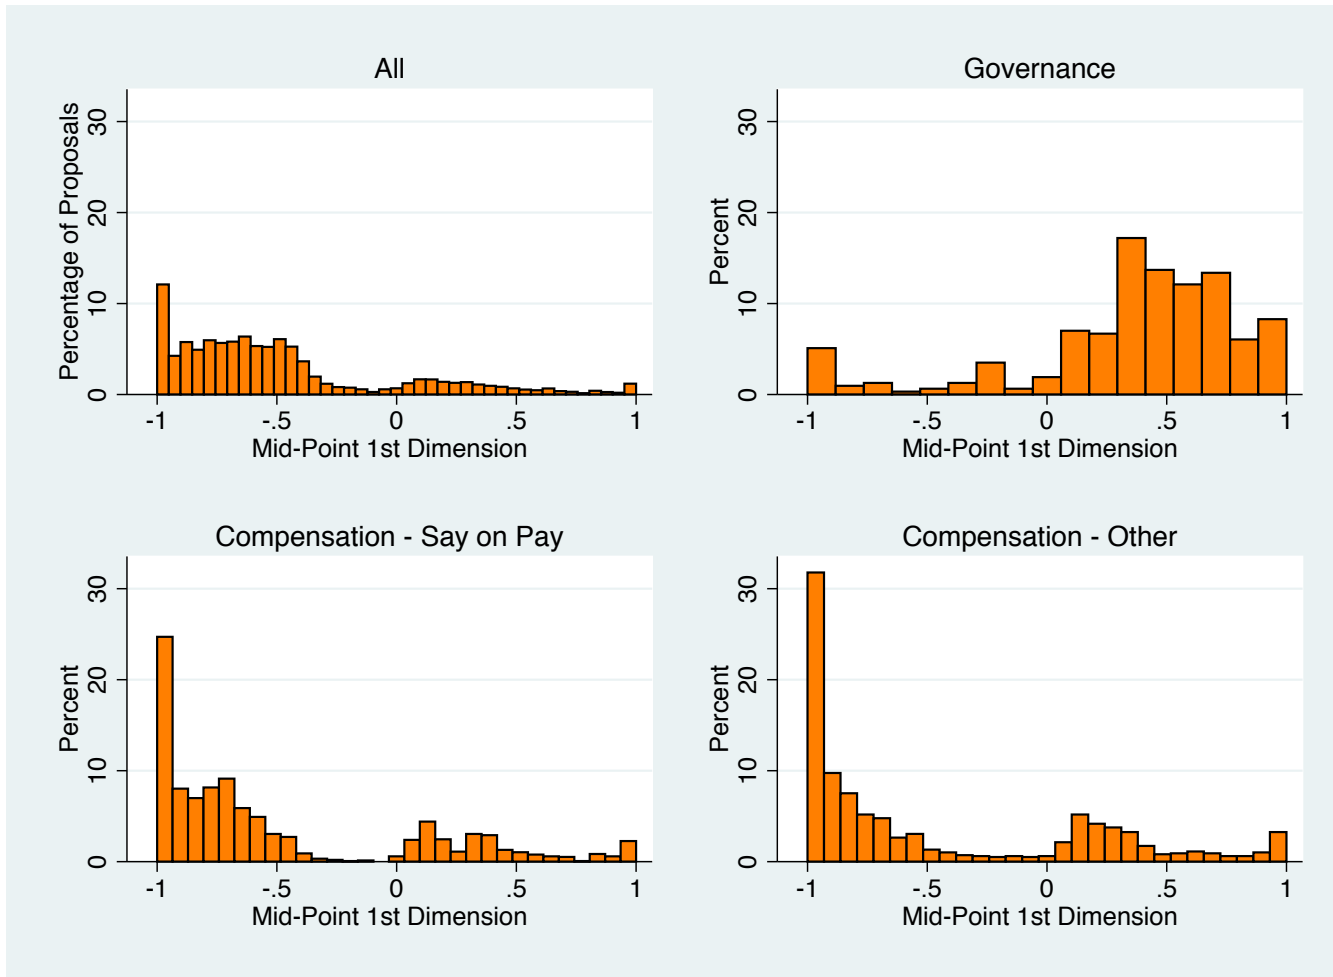 All
Percentage of Proposals
30
20
10
0
-1 -.5 0 .5 1
Mid-Point 1st Dimension
Governance
Percent
30
20
10
0
-1 -.5 0 .5 1
Mid-Point 1st Dimension
Compensation - Say on Pay
Percent
30
20
10
0
-1 -.5 0 .5 1
Mid-Point 1st Dimension
Compensation - Other
Percent
30
20
10
0
-1 -.5 0 .5 1
Mid-Point 1st Dimension